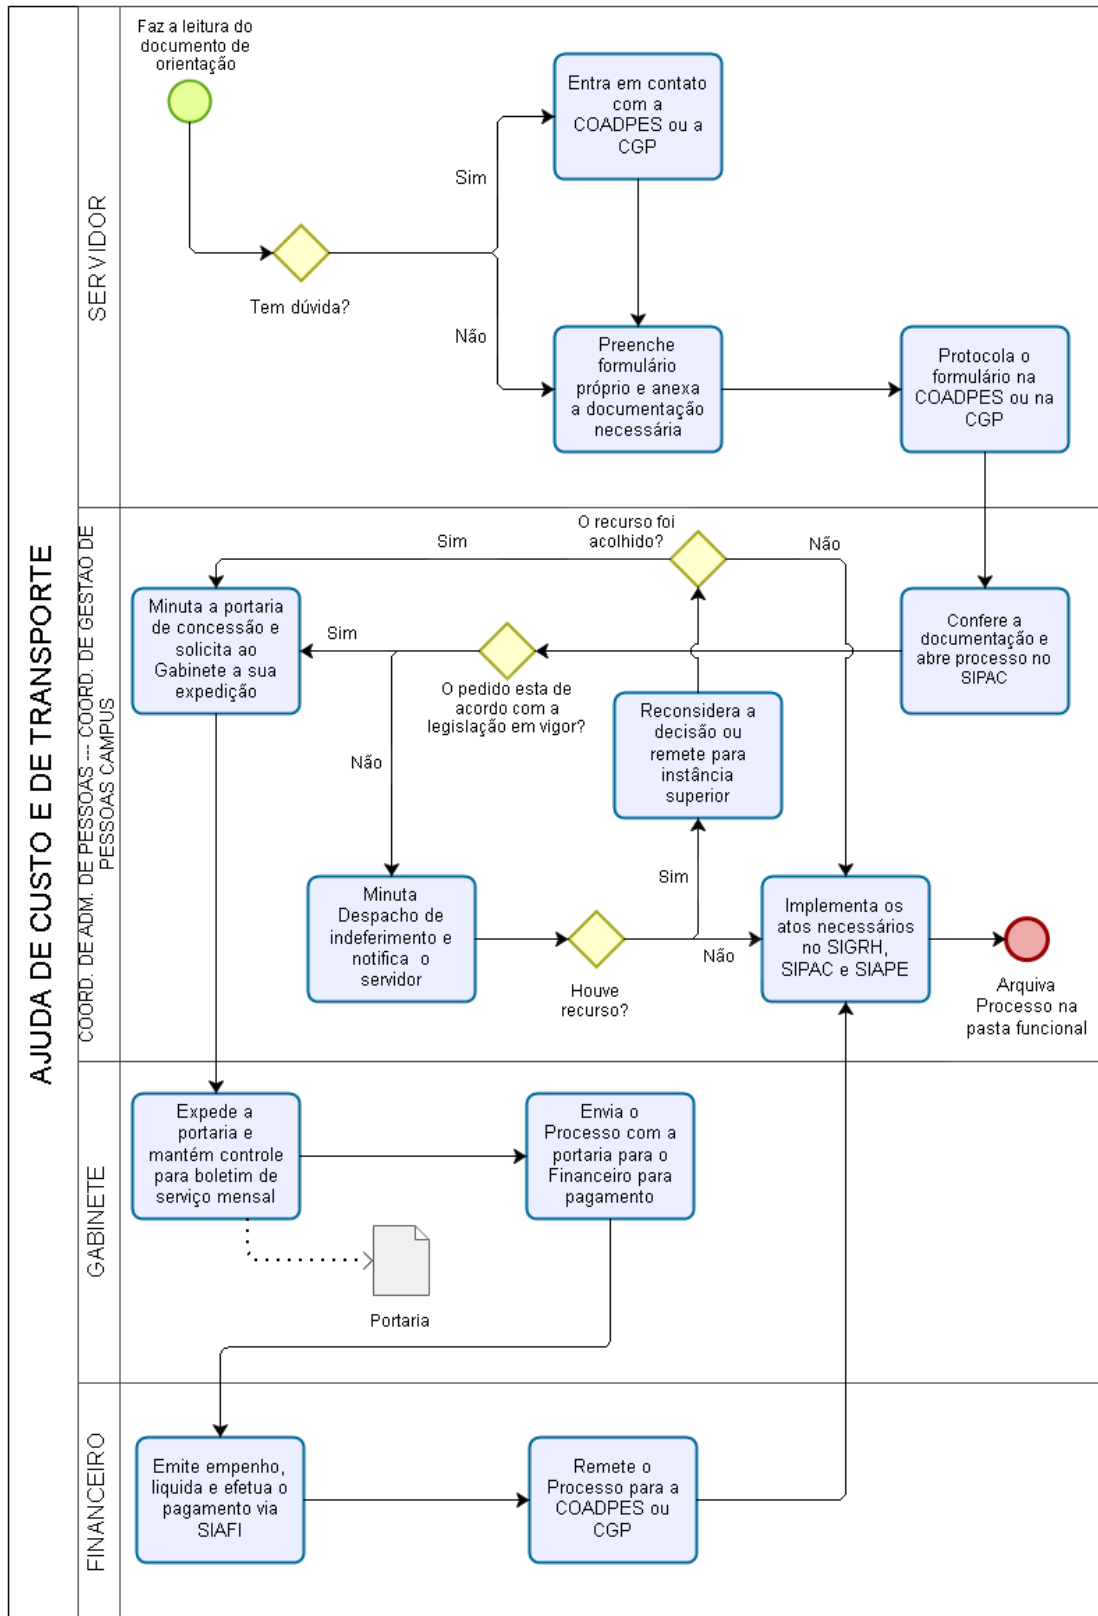 AJUDA DE CUSTO E DE TRANSPORTE
SERVIDOR
Faz a leitura do
documento de
orientação
Tem dúvida?
Sim
Não
Entra em contato
com a
COADPES ou a
CGP
Preenche
formulário
próprio e anexa
a documentação
necessária
Protocola o
formulário na
COADPES ou na
CGP
COORD. DE ADM. DE PESSOAS --- COORD. DE GESTÃO DE
PESSOAS CAMPUS
O recurso foi
acolhido?
Sim
Não
Minuta a portaria
de concessão e
solicita ao
Gabinete a sua
expedição
Sim
O pedido esta de
acordo com a
legislação em vigor?
Confere a
documentação e
abre processo no
SIPAC
Não
Reconsidera a
decisão ou
remete para
instância
superior
Minuta
Despacho de
indeferimento e
notifica o
servidor
Houve
recurso?
Sim
Não
Implementa os
atos necessários
no SIGRH,
SIPAC e SIAPE
Arquiva
Processo na
pasta funcional
GABINETE
Expede a
portaria e
mantém controle
para boletim de
serviço mensal
Envia o
Processo com a
portaria para o
Financeiro para
pagamento
Portaria
FINANCEIRO
Emite empenho,
liquida e efetua o
pagamento via
SIAFI
Remete o
Processo para a
COADPES ou
CGP